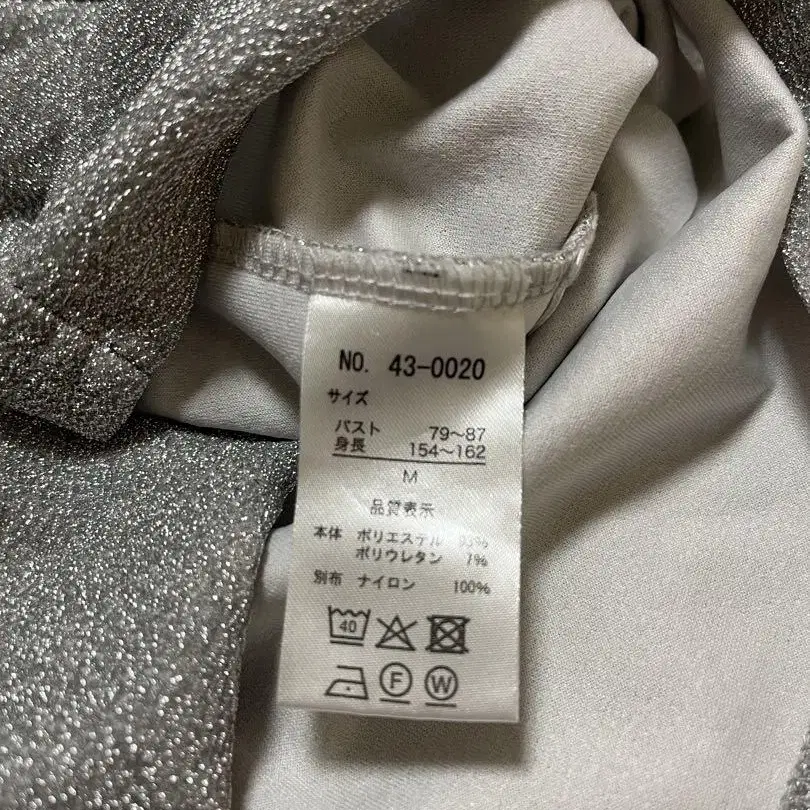 NO. 43-0020
サイズ
バスト 79～87
身長 154～162
M
品質表示
本体 ポリエステル 93%
ポリウレタン 7%
別布 ナイロン 100%
40
F W